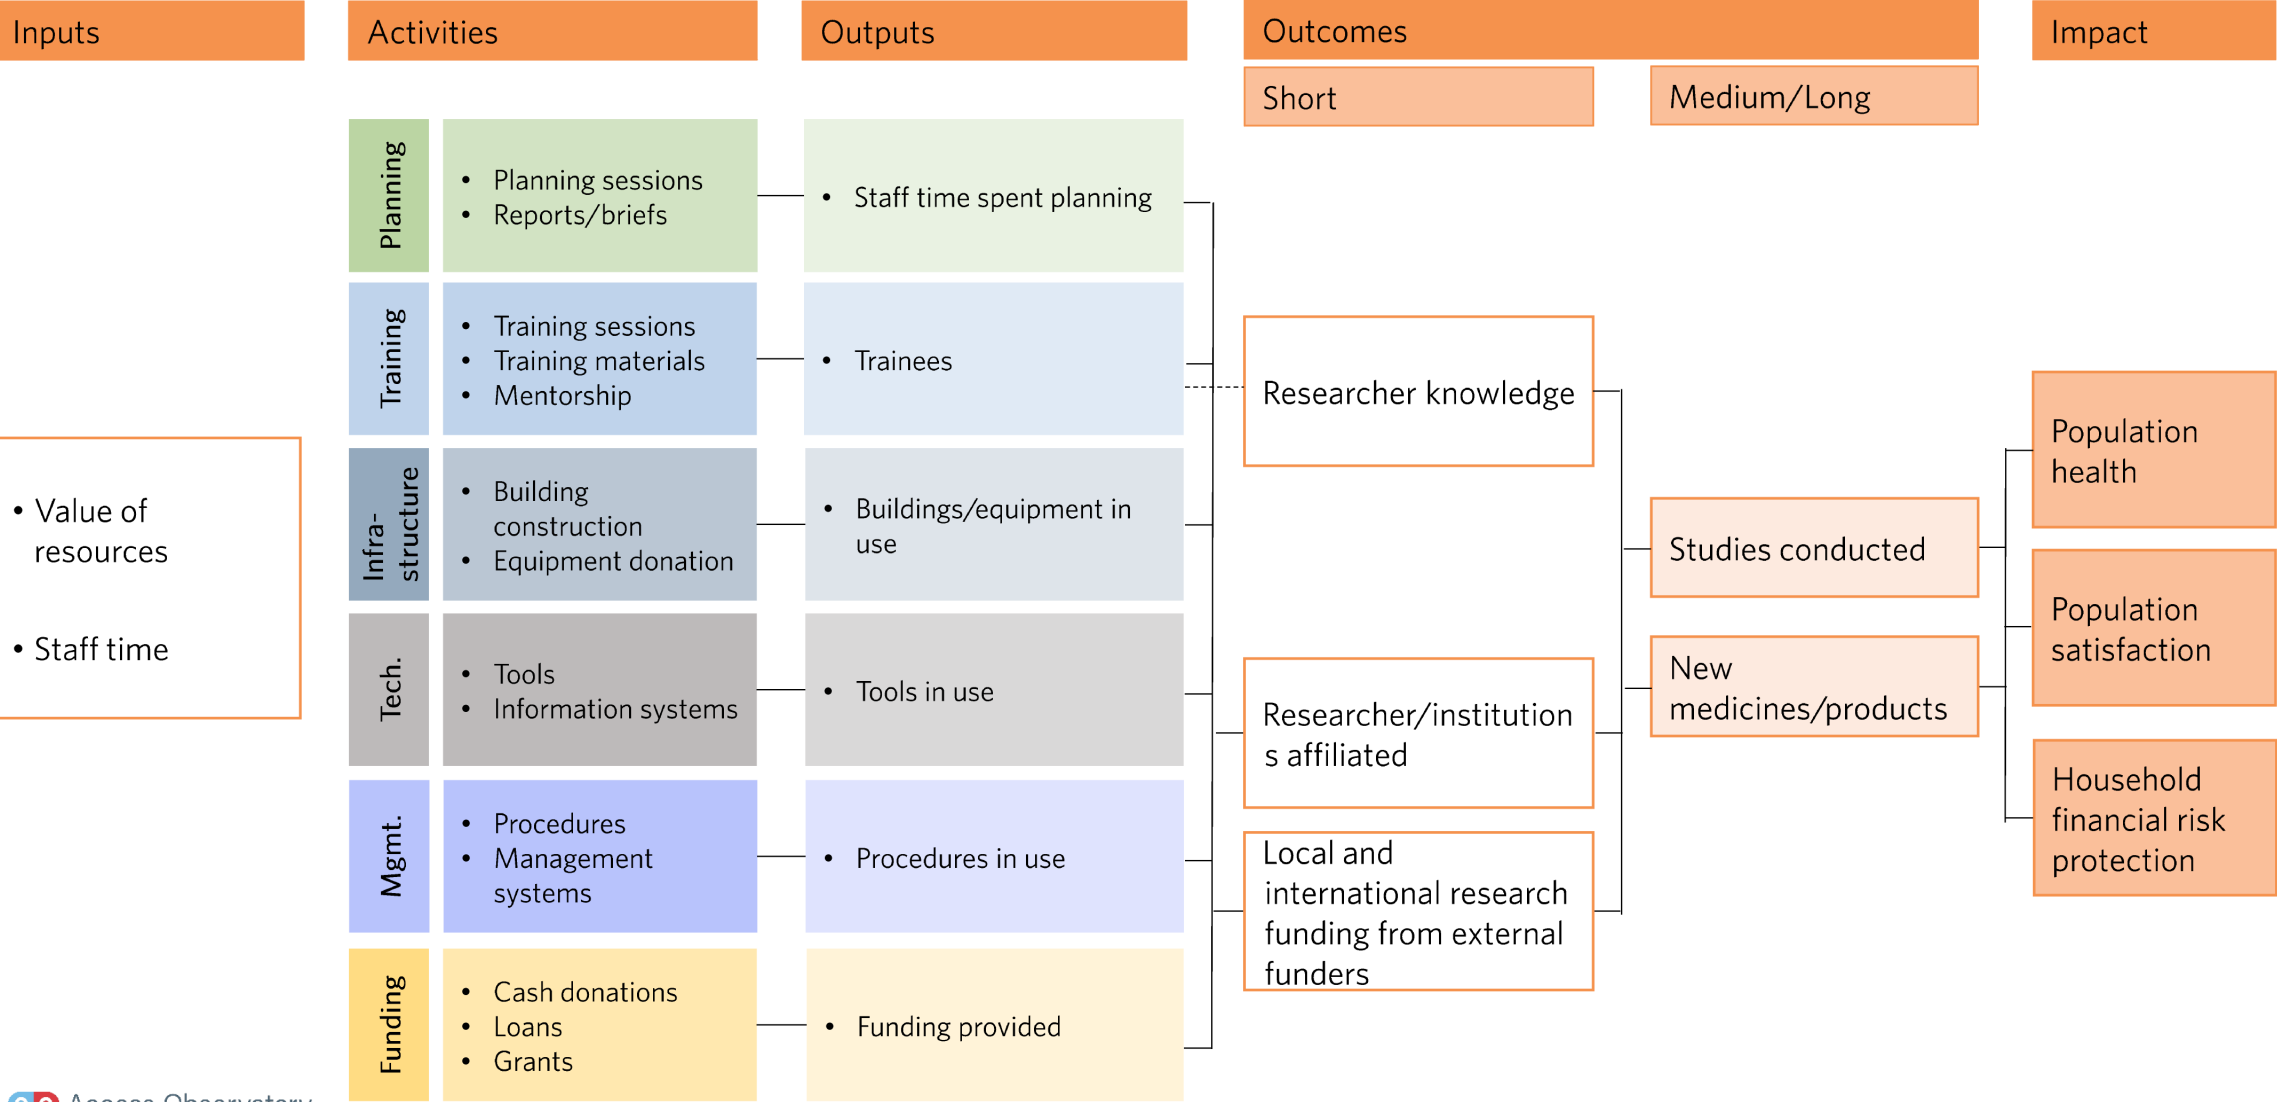 Inputs
Activities
Outputs
Outcomes
Impact
Short
Medium/Long
• Value of
resources
• Staff time
Planning
• Planning sessions
• Reports/briefs
• Staff time spent planning
Training
• Training sessions
• Training materials
• Mentorship
• Trainees
Infra-
structure
• Building
construction
• Equipment donation
• Buildings/equipment in
use
Tech.
• Tools
• Information systems
• Tools in use
Mgmt.
• Procedures
• Management
systems
• Procedures in use
Funding
• Cash donations
• Loans
• Grants
• Funding provided
Researcher knowledge
Researcher/institution
s affiliated
Local and
international research
funding from external
funders
Studies conducted
New
medicines/products
Population
health
Population
satisfaction
Household
financial risk
protection
Access Observatory